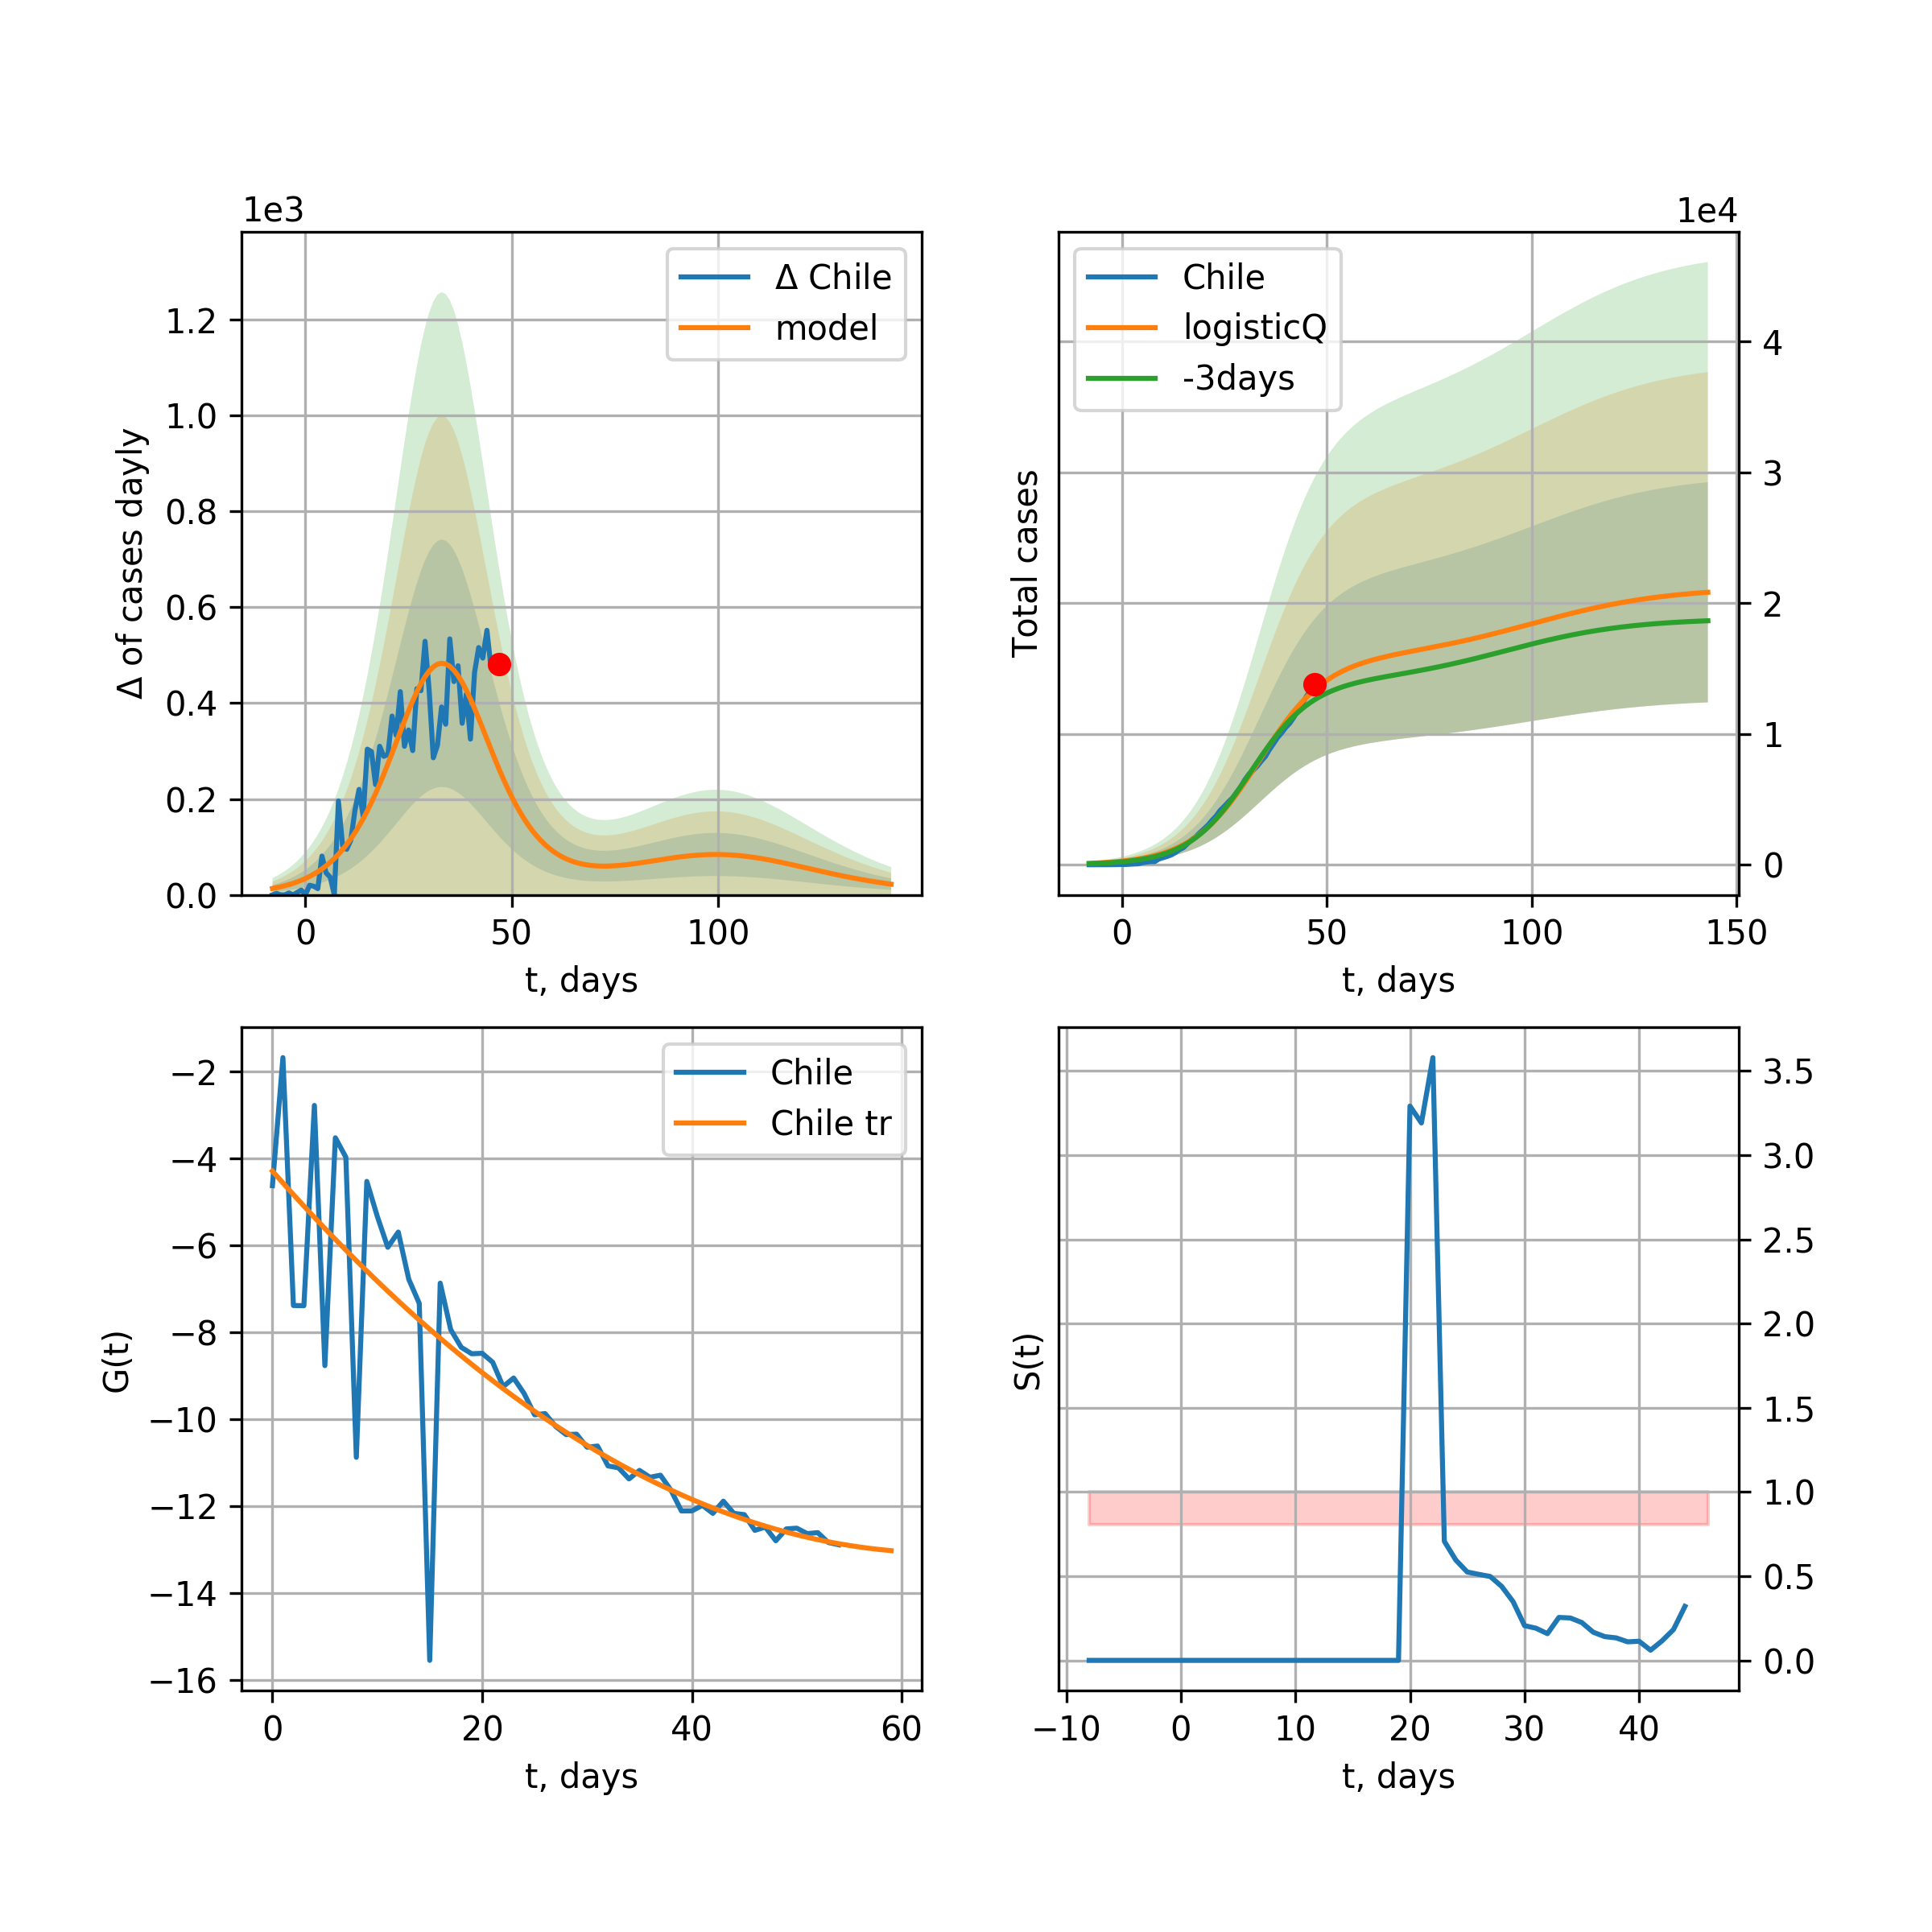 1e3
Δ of cases dayly
1.2
1.0
0.8
0.6
0.4
0.2
0.0
0 50 100
t, days
Δ Chile
model
1e4
Total cases
4
3
2
1
0
0 50 100 150
t, days
Chile
logisticQ
-3days
G(t)
−2
−4
−6
−8
−10
−12
−14
−16
0 20 40 60
t, days
Chile
Chile tr
S(t)
3.5
3.0
2.5
2.0
1.5
1.0
0.5
0.0
−10 0 10 20 30 40
t, days